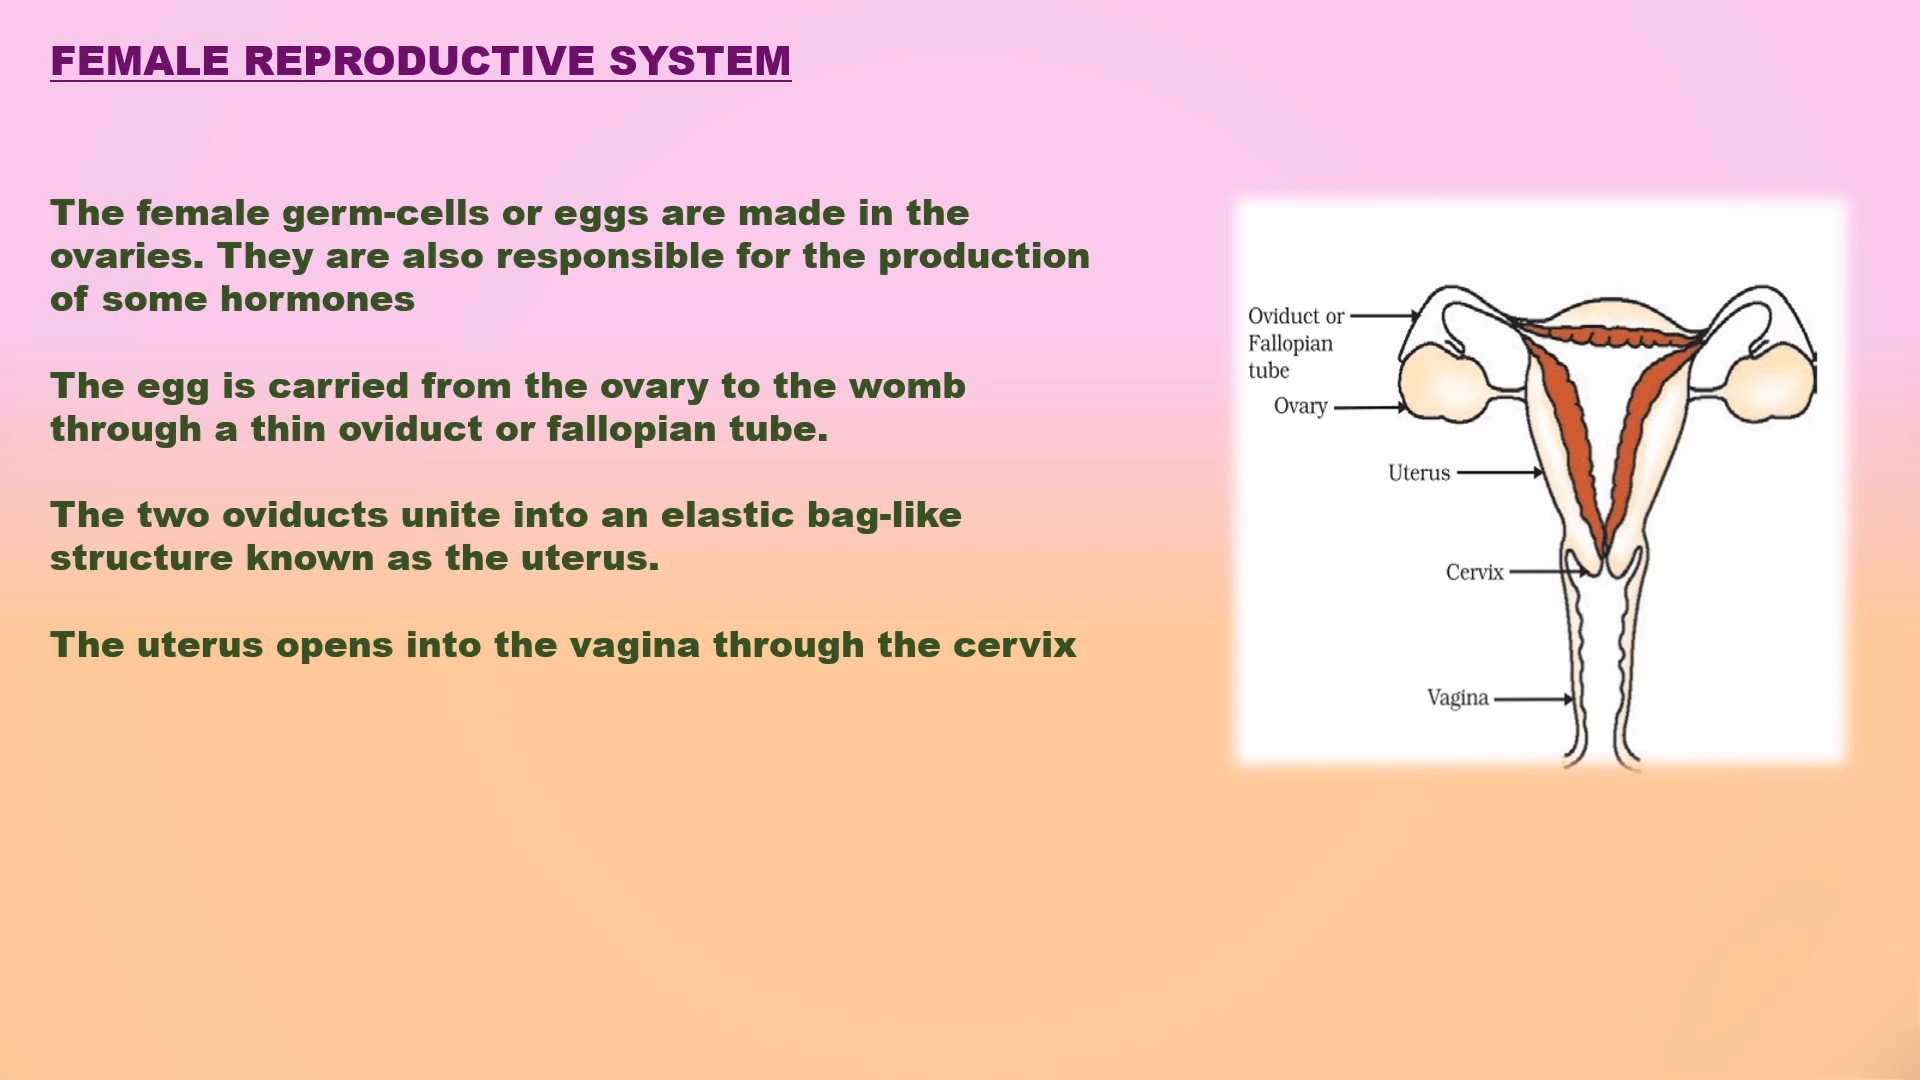 FEMALE REPRODUCTIVE SYSTEM
The female germ-cells or eggs are made in the
ovaries. They are also responsible for the production
of some hormones
The egg is carried from the ovary to the womb
through a thin oviduct or fallopian tube.
The two oviducts unite into an elastic bag-like
structure known as the uterus.
The uterus opens into the vagina through the cervix
Oviduct or
Fallopian
tube
Ovary
Uterus
Cervix
Vagina